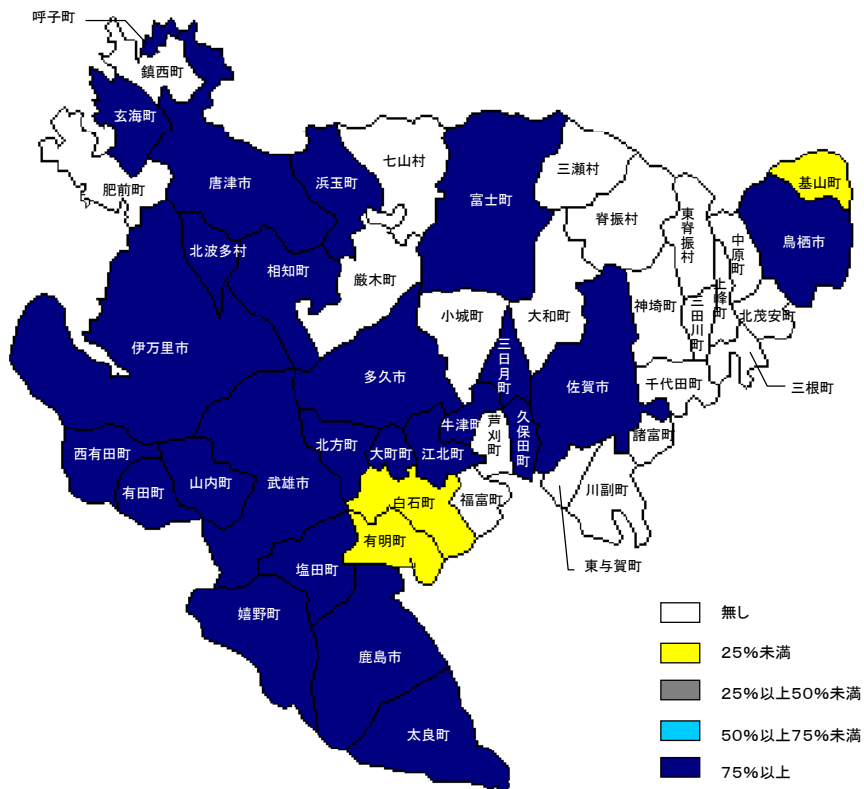 呼子町
鎮西町
玄海町
肥前町
唐津市
浜玉町
七山村
富士町
三瀬村
脊振村
東脊振村
中原町
基山町
鳥栖市
北波多村
相知町
厳木町
小城町
大和町
神埼町
三田川町
上峰町
北茂安町
三根町
伊万里市
多久市
三日月町
佐賀市
千代田町
諸富町
西有田町
有田町
山内町
武雄市
北方町
大町町
江北町
牛津町
芦刈町
久保田町
白石町
福富町
有明町
川副町
東与賀町
塩田町
嬉野町
鹿島市
太良町
無し
25%未満
25%以上50%未満
50%以上75%未満
75%以上